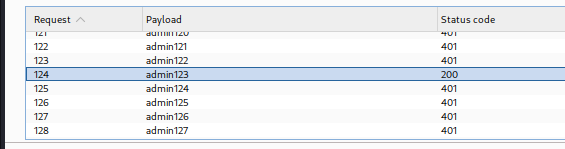 Request Payload Status code
121 admin120 401
122 admin121 401
123 admin122 401
124 admin123 200
125 admin124 401
126 admin125 401
127 admin126 401
128 admin127 401